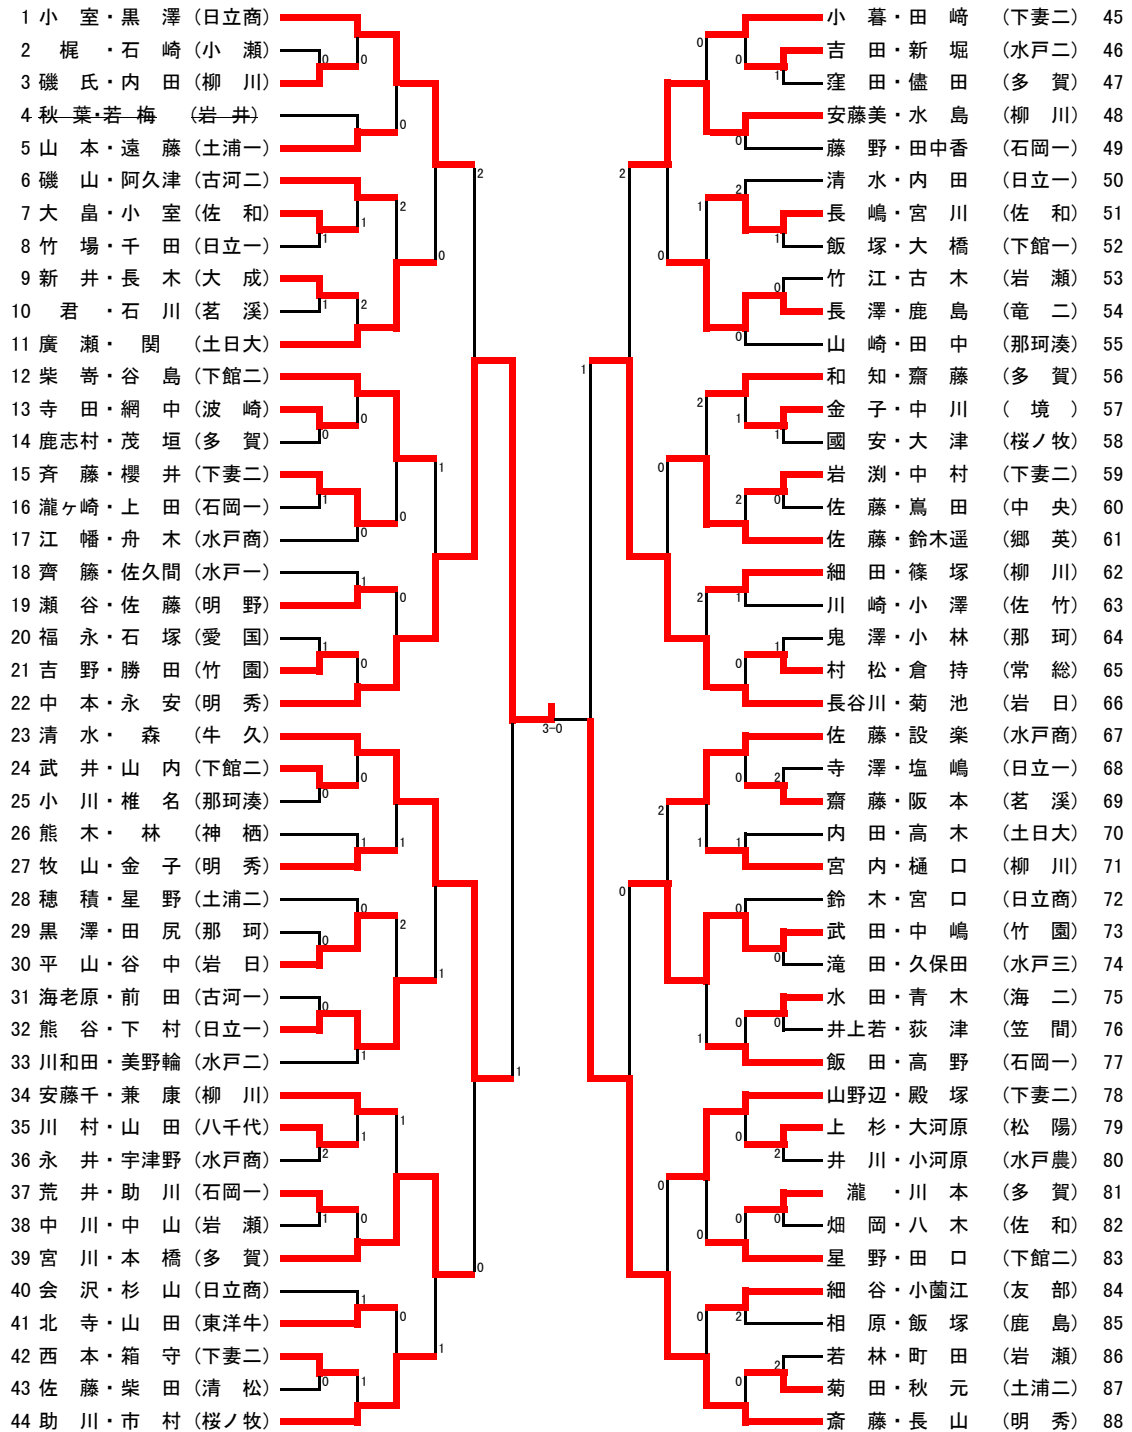 1 小 室・黒 澤 (日立商)
2 梶 ・石 崎 (小 瀬)
3 磯 氏・内 田 (柳 川)
4 秋 葉・若 梅 (岩 井)
5 山 本・遠 藤 (土浦一)
6 磯 山・阿久津 (古河二)
7 大 畠・小 室 (佐 和)
8 竹 場・千 田 (日立一)
9 新 井・長 木 (大 成)
10 君 ・石 川 (茗 溪)
11 廣 瀬・ 関 (土日大)
12 柴 嵜・谷 島 (下館二)
13 寺 田・網 中 (波 崎)
14 鹿志村・茂 垣 (多 賀)
15 斉 藤・櫻 井 (下妻二)
16 瀧ヶ崎・上 田 (石岡一)
17 江 幡・舟 木 (水戸商)
18 齊 籐・佐久間 (水戸一)
19 瀬 谷・佐 藤 (明 野)
20 福 永・石 塚 (愛 国)
21 吉 野・勝 田 (竹 園)
22 中 本・永 安 (明 秀)
23 清 水・ 森 (牛 久)
24 武 井・山 内 (下館二)
25 小 川・椎 名 (那珂湊)
26 熊 木・ 林 (神 栖)
27 牧 山・金 子 (明 秀)
28 穂 積・星 野 (土浦二)
29 黒 澤・田 尻 (那 珂)
30 平 山・谷 中 (岩 日)
31 海老原・前 田 (古河一)
32 熊 谷・下 村 (日立一)
33 川和田・美野輪 (水戸二)
34 安藤千・兼 康 (柳 川)
35 川 村・山 田 (八千代)
36 永 井・宇津野 (水戸商)
37 荒 井・助 川 (石岡一)
38 中 川・中 山 (岩 瀬)
39 宮 川・本 橋 (多 賀)
40 会 沢・杉 山 (日立商)
41 北 寺・山 田 (東洋牛)
42 西 本・箱 守 (下妻二)
43 佐 藤・柴 田 (清 松)
44 助 川・市 村 (桜ノ牧)
3-0
小 暮・田 﨑 (下妻二) 45
吉 田・新 堀 (水戸二) 46
窪 田・儘 田 (多 賀) 47
安藤美・水 島 (柳 川) 48
藤 野・田中香 (石岡一) 49
清 水・内 田 (日立一) 50
長 嶋・宮 川 (佐 和) 51
飯 塚・大 橋 (下館一) 52
竹 江・古 木 (岩 瀬) 53
長 澤・鹿 島 (竜 二) 54
山 崎・田 中 (那珂湊) 55
和 知・齋 藤 (多 賀) 56
金 子・中 川 ( 境 ) 57
國 安・大 津 (桜ノ牧) 58
岩 渕・中 村 (下妻二) 59
佐 藤・嶌 田 (中 央) 60
佐 藤・鈴木遥 (郷 英) 61
細 田・篠 塚 (柳 川) 62
川 崎・小 澤 (佐 竹) 63
鬼 澤・小 林 (那 珂) 64
村 松・倉 持 (常 総) 65
長谷川・菊 池 (岩 日) 66
佐 藤・設 楽 (水戸商) 67
寺 澤・塩 嶋 (日立一) 68
齋 藤・阪 本 (茗 溪) 69
内 田・高 木 (土日大) 70
宮 内・樋 口 (柳 川) 71
鈴 木・宮 口 (日立商) 72
武 田・中 嶋 (竹 園) 73
滝 田・久保田 (水戸三) 74
水 田・青 木 (海 二) 75
井上若・荻 津 (笠 間) 76
飯 田・高 野 (石岡一) 77
山野辺・殿 塚 (下妻二) 78
上 杉・大河原 (松 陽) 79
井 川・小河原 (水戸農) 80
瀧 ・川 本 (多 賀) 81
畑 岡・八 木 (佐 和) 82
星 野・田 口 (下館二) 83
細 谷・小薗江 (友 部) 84
相 原・飯 塚 (鹿 島) 85
若 林・町 田 (岩 瀬) 86
菊 田・秋 元 (土浦二) 87
斎 藤・長 山 (明 秀) 88